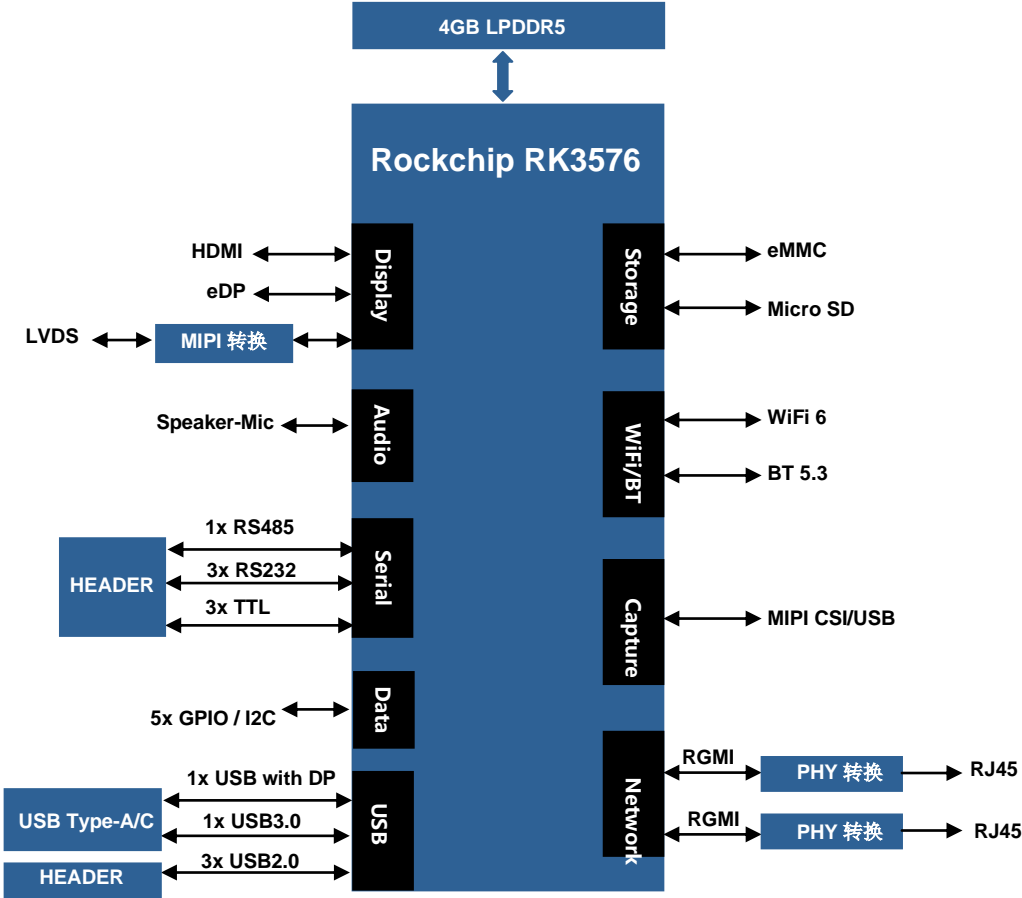 4GB LPDDR5
Rockchip RK3576
Display
HDMI
eDP
LVDS
MIPI 转换
Audio
Speaker-Mic
Serial
1x RS485
3x RS232
3x TTL
HEADER
Data
5x GPIO / I2C
USB
1x USB with DP
1x USB3.0
USB Type-A/C
3x USB2.0
HEADER
Storage
eMMC
Micro SD
WiFi/BT
WiFi 6
BT 5.3
Capture
MIPI CSI/USB
Network
RGMI
PHY 转换
RJ45
RGMI
PHY 转换
RJ45